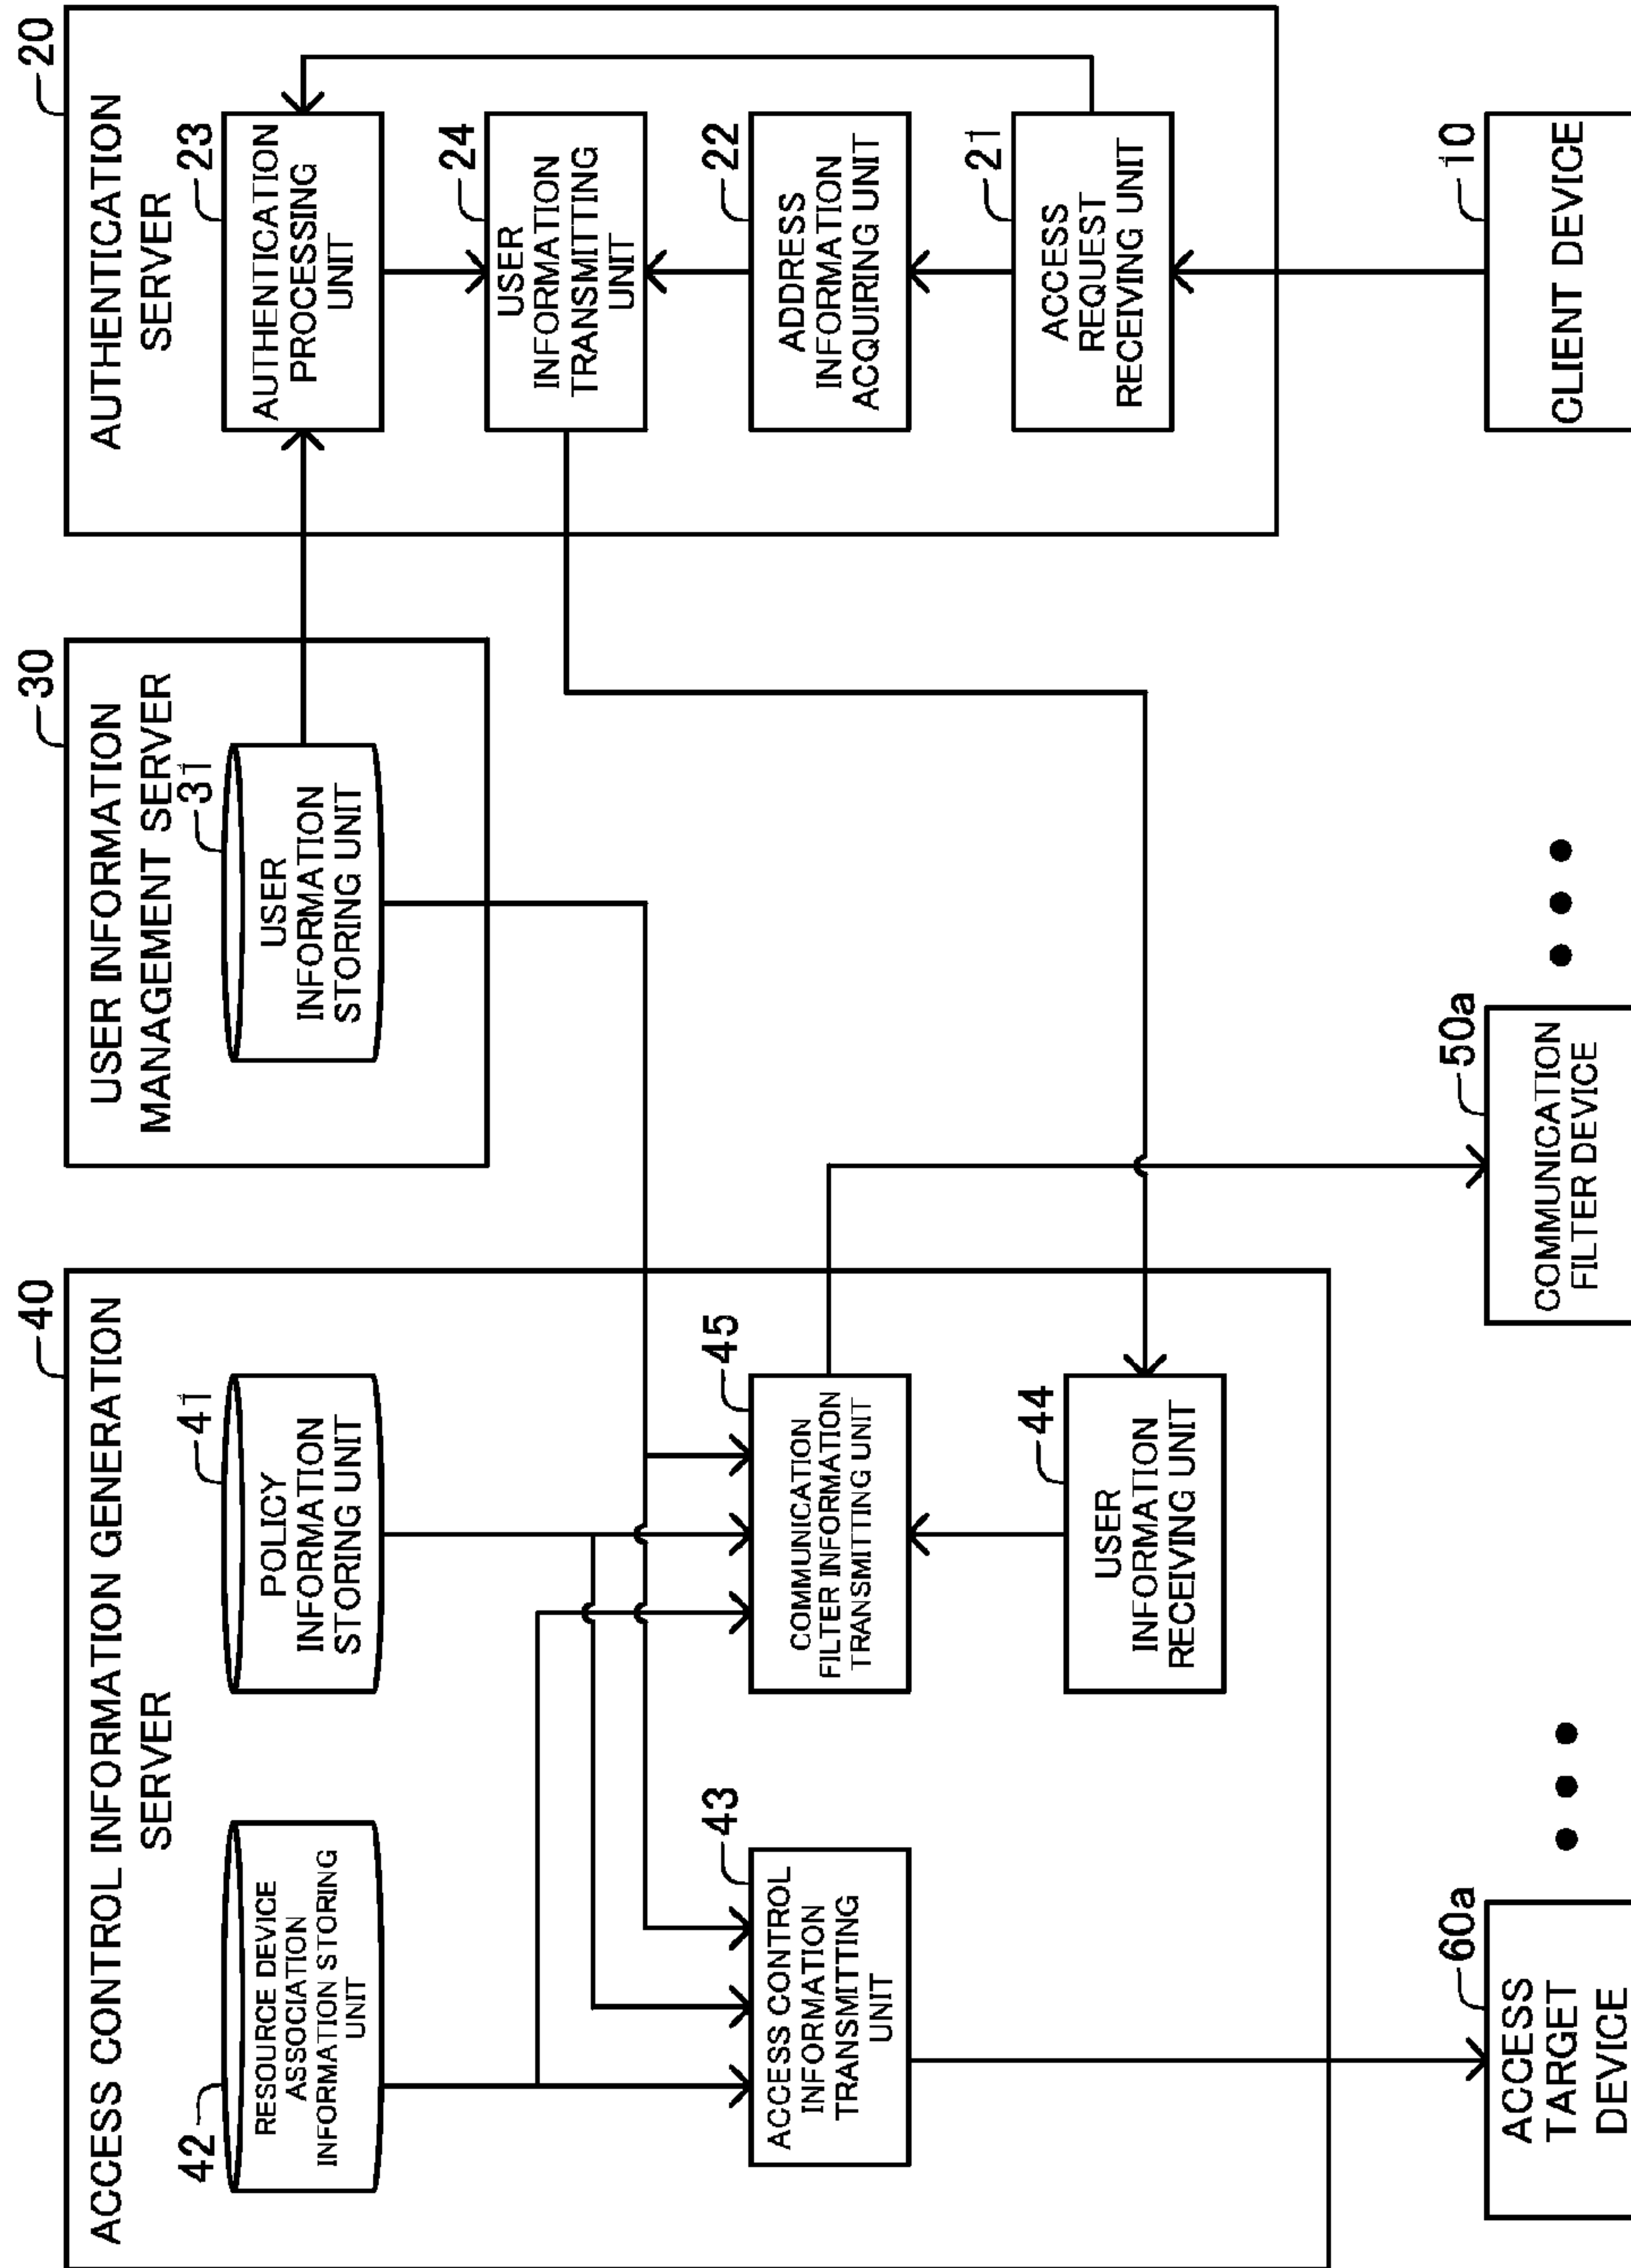 ACCESS CONTROL INFORMATION GENERATION
SERVER
40
42
RESOURCE DEVICE
ASSOCIATION
INFORMATION STORING
UNIT
41
POLICY
INFORMATION
STORING UNIT
43
ACCESS CONTROL
INFORMATION
TRANSMITTING
UNIT
45
COMMUNICATION
FILTER INFORMATION
TRANSMITTING UNIT
44
USER
INFORMATION
RECEIVING UNIT
USER INFORMATION
MANAGEMENT SERVER
30
31
USER
INFORMATION
STORING UNIT
AUTHENTICATION
SERVER
20
23
AUTHENTICATION
PROCESSING
UNIT
24
USER
INFORMATION
TRANSMITTING
UNIT
22
ADDRESS
INFORMATION
ACQUIRING UNIT
21
ACCESS
REQUEST
RECEIVING UNIT
60a
ACCESS
TARGET
DEVICE
50a
COMMUNICATION
FILTER DEVICE
10
CLIENT DEVICE